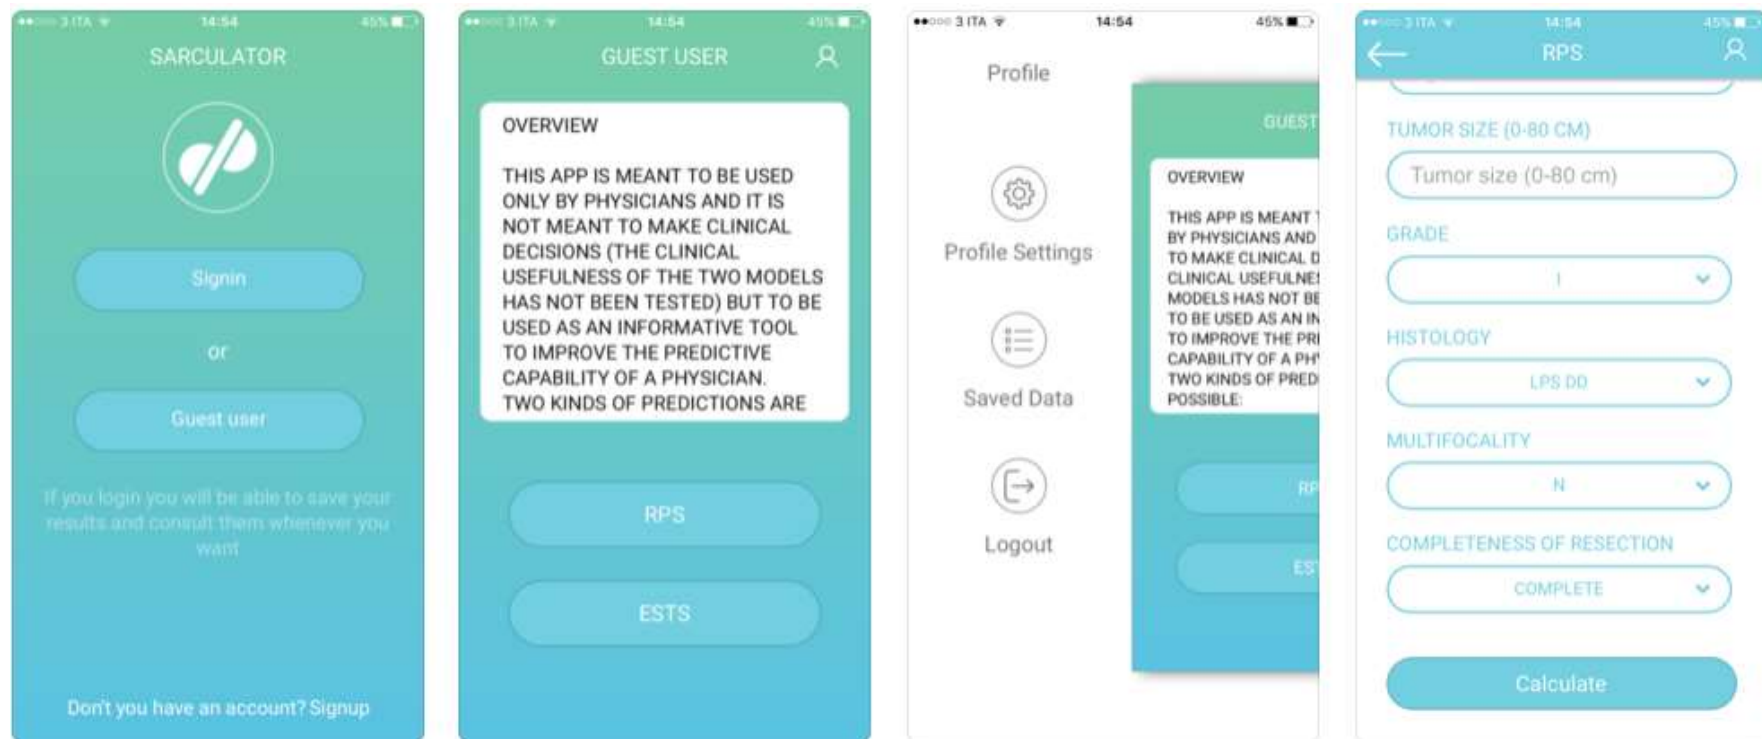 3 ITA 14:54 45%
SARCULATOR
Signin
or
Guest user
If you login you will be able to save your
results and consult them whenever you
want
Don't you have an account? Signup
3 ITA 14:54 45%
GUEST USER
OVERVIEW
THIS APP IS MEANT TO BE USED
ONLY BY PHYSICIANS AND IT IS
NOT MEANT TO MAKE CLINICAL
DECISIONS (THE CLINICAL
USEFULNESS OF THE TWO MODELS
HAS NOT BEEN TESTED) BUT TO BE
USED AS AN INFORMATIVE TOOL
TO IMPROVE THE PREDICTIVE
CAPABILITY OF A PHYSICIAN.
TWO KINDS OF PREDICTIONS ARE
RPS
ESTS
3 ITA 14:54 45%
Profile
Profile Settings
Saved Data
Logout
GUEST
OVERVIEW
THIS APP IS MEANT T
BY PHYSICIANS AND
TO MAKE CLINICAL D
CLINICAL USEFULNES
MODELS HAS NOT BE
TO BE USED AS AN IN
TO IMPROVE THE PRE
CAPABILITY OF A PHY
TWO KINDS OF PRED
POSSIBLE:
RP
ES
3 ITA 14:54 45%
RPS
TUMOR SIZE (0-80 CM)
Tumor size (0-80 cm)
GRADE
I
HISTOLOGY
LPS DD
MULTIFOCALITY
N
COMPLETENESS OF RESECTION
COMPLETE
Calculate